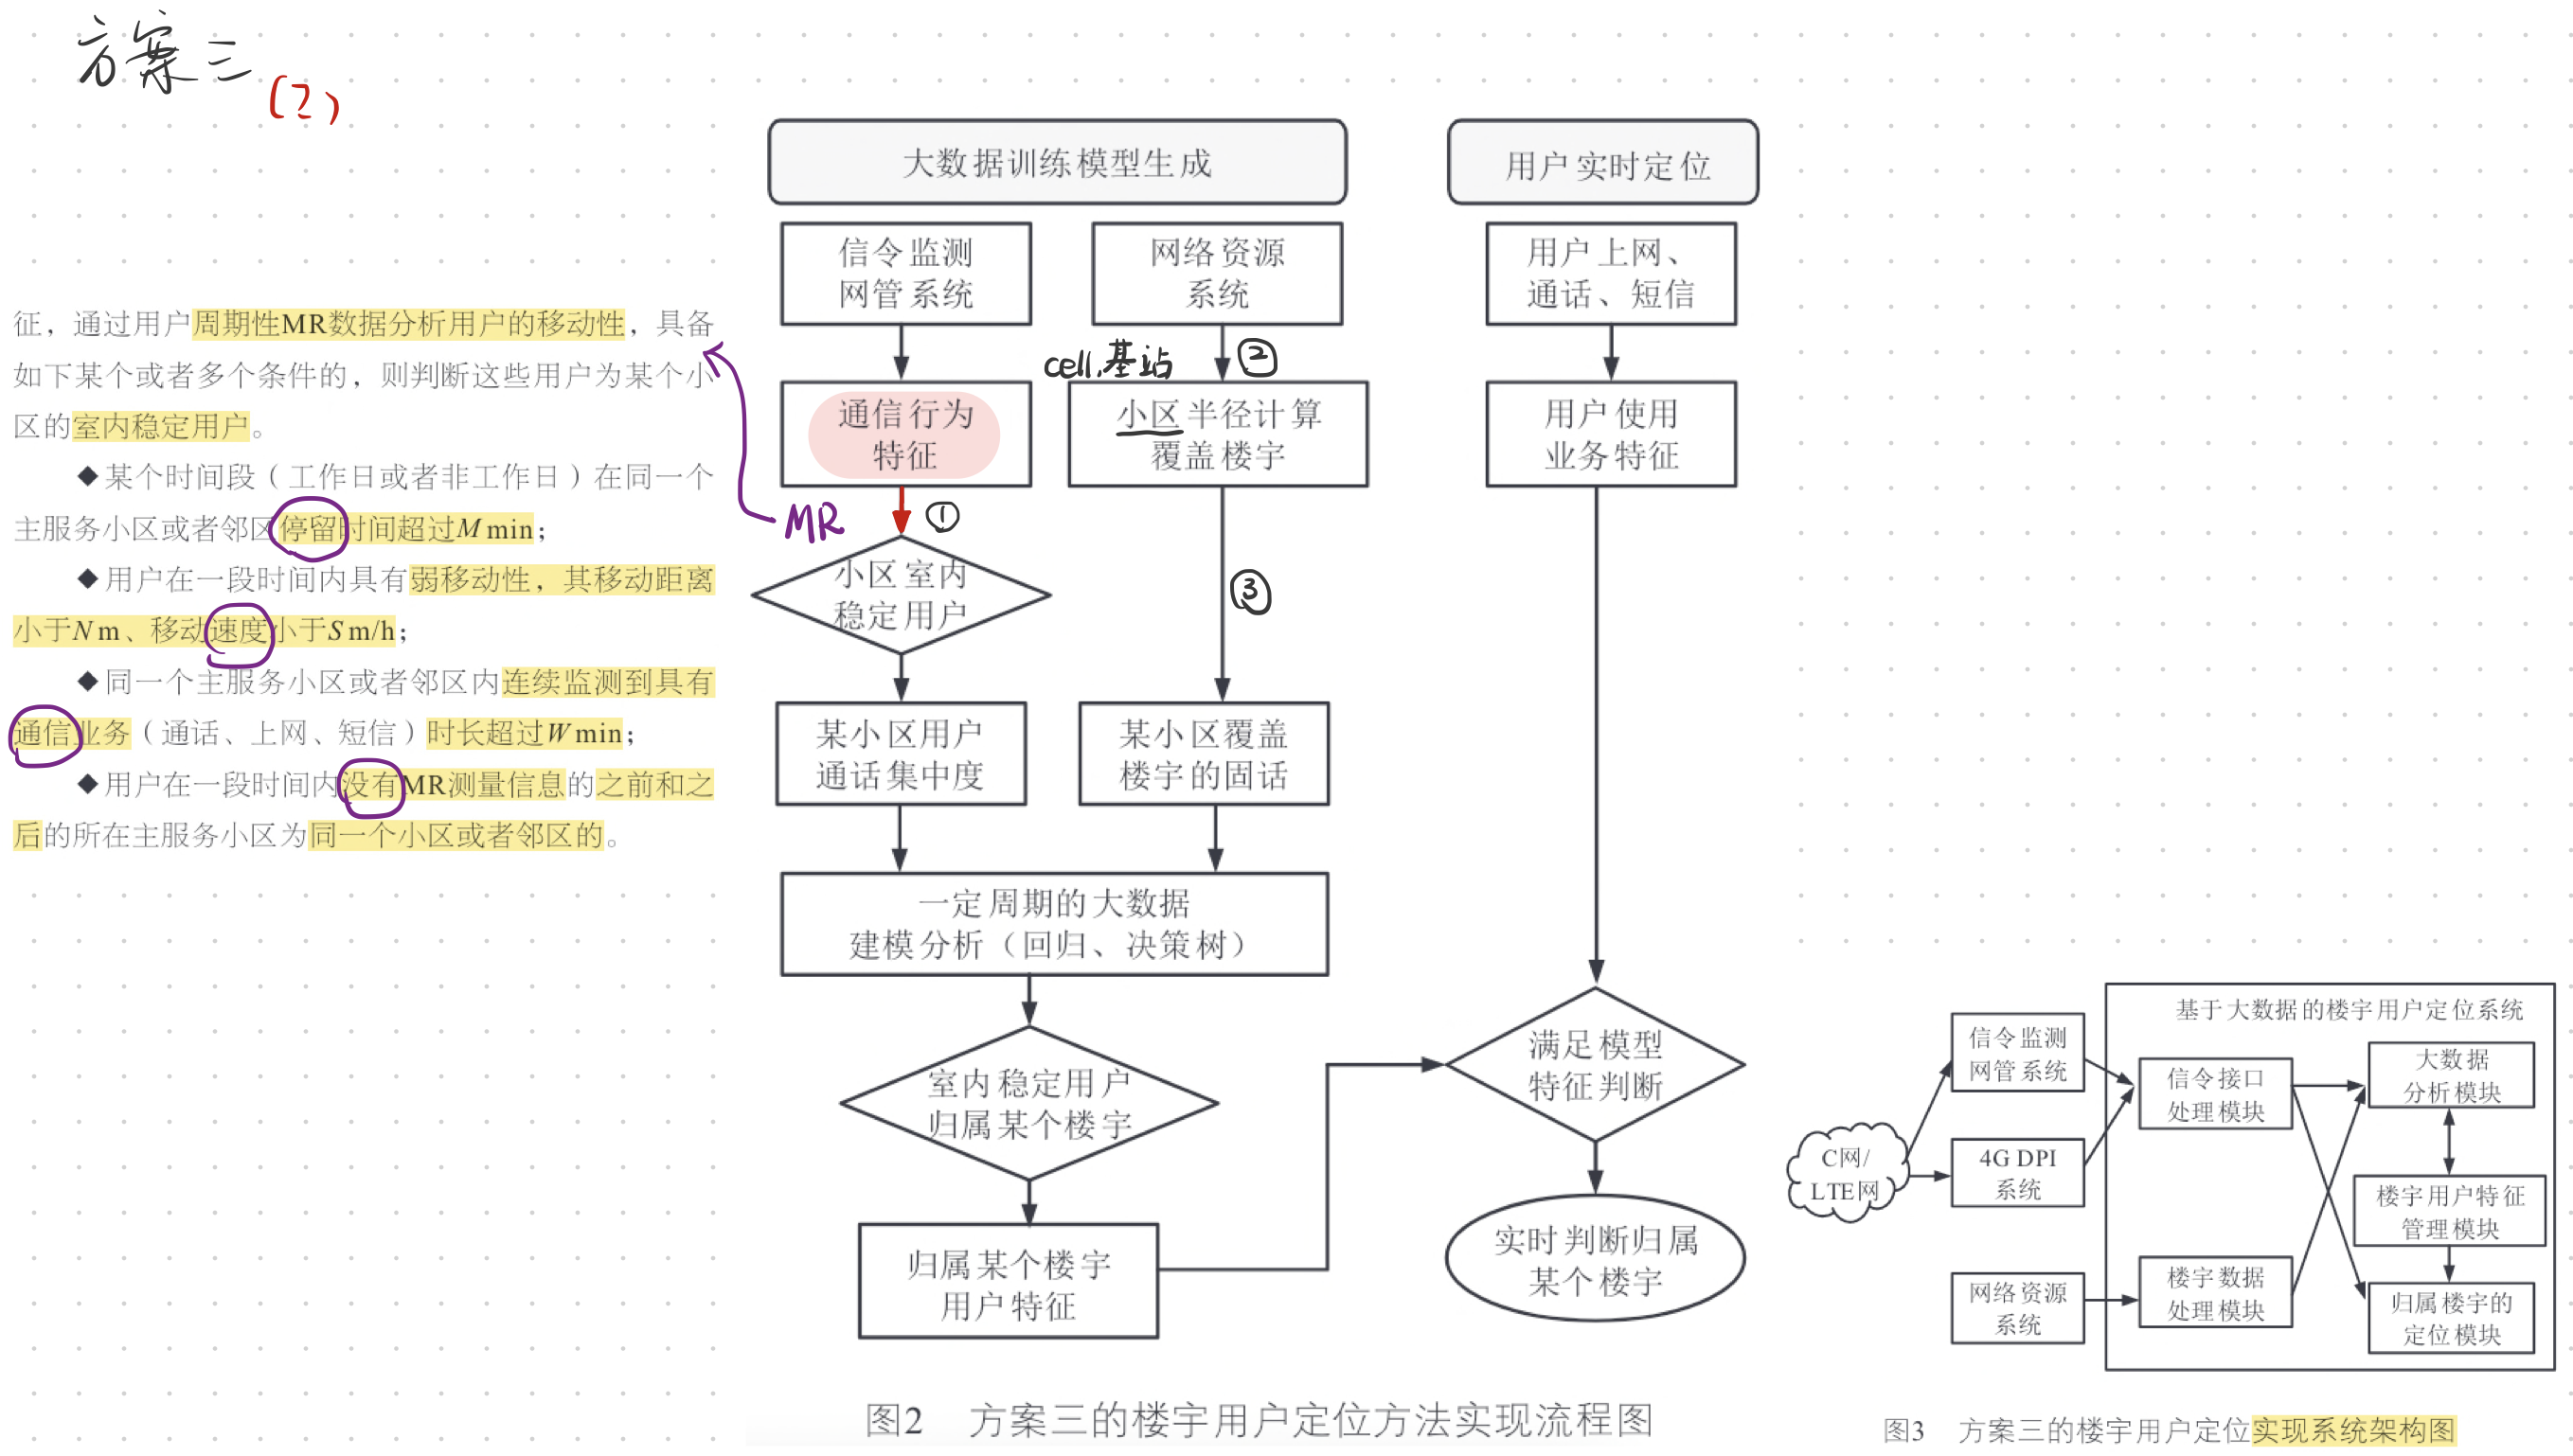 方案三
(2)
征，通过用户周期性MR数据分析用户的移动性，具备
如下某个或者多个条件的，则判断这些用户为某个小
区的室内稳定用户。
◆某个时间段（工作日或者非工作日）在同一个
主服务小区或者邻区停留时间超过M min；
◆用户在一段时间内具有弱移动性，其移动距离
小于N m、移动速度小于S m/h；
◆同一个主服务小区或者邻区内连续监测到具有
通信业务（通话、上网、短信）时长超过W min；
◆用户在一段时间内没有MR测量信息的之前和之
后的所在主服务小区为同一个小区或者邻区的。
MR
大数据训练模型生成
信令监测
网管系统
通信行为
特征
①
小区室内
稳定用户
某小区用户
通话集中度
网络资源
系统
cell.基站
②
小区半径计算
覆盖楼宇
③
某小区覆盖
楼宇的固话
一定周期的大数据
建模分析（回归、决策树）
室内稳定用户
归属某个楼宇
归属某个楼宇
用户特征
用户实时定位
用户上网、
通话、短信
用户使用
业务特征
满足模型
特征判断
实时判断归属
某个楼宇
图2 方案三的楼宇用户定位方法实现流程图
C网/
LTE网
信令监测
网管系统
4G DPI
系统
网络资源
系统
基于大数据的楼宇用户定位系统
信令接口
处理模块
楼宇数据
处理模块
大数据
分析模块
楼宇用户特征
管理模块
归属楼宇的
定位模块
图3 方案三的楼宇用户定位实现系统架构图